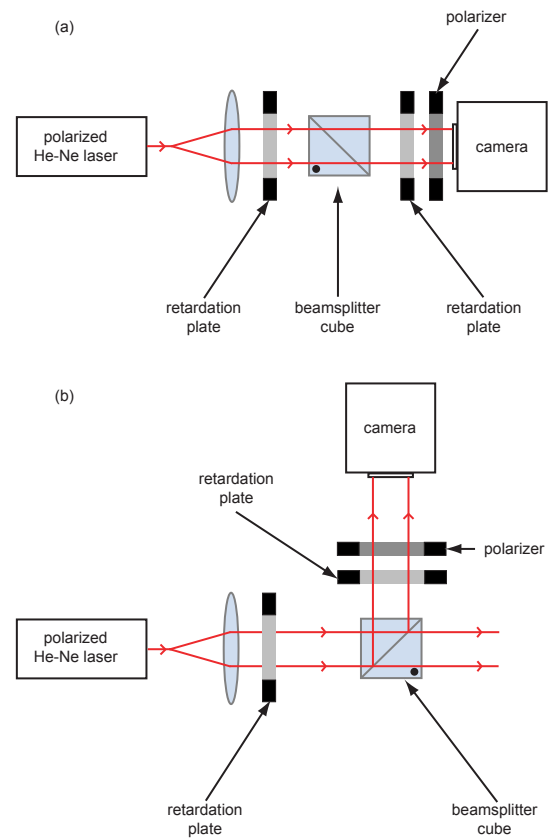 (a)
polarizer
polarized
He-Ne laser
camera
retardation
plate
beamsplitter
cube
retardation
plate
(b)
camera
retardation
plate
polarizer
polarized
He-Ne laser
retardation
plate
beamsplitter
cube